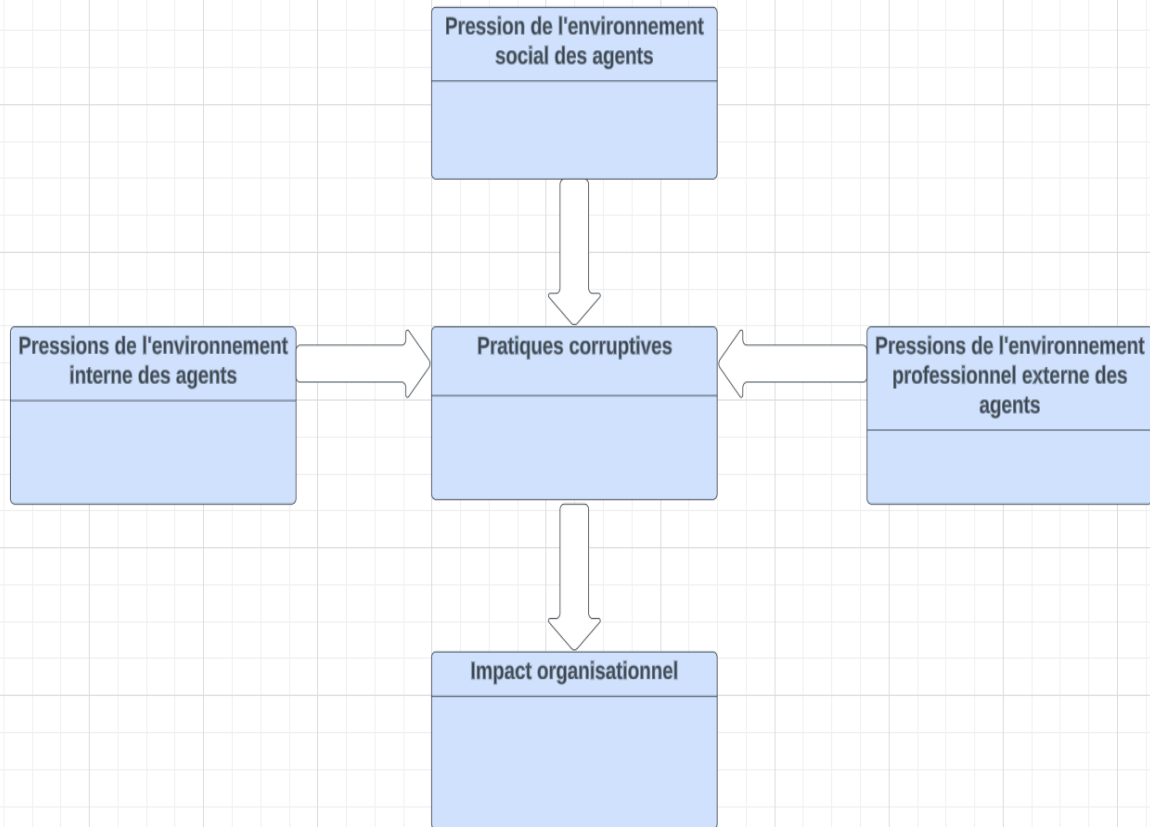 Pression de l'environnement
social des agents
Pressions de l'environnement
interne des agents
Pratiques corruptives
Pressions de l'environnement
professionnel externe des
agents
Impact organisationnel